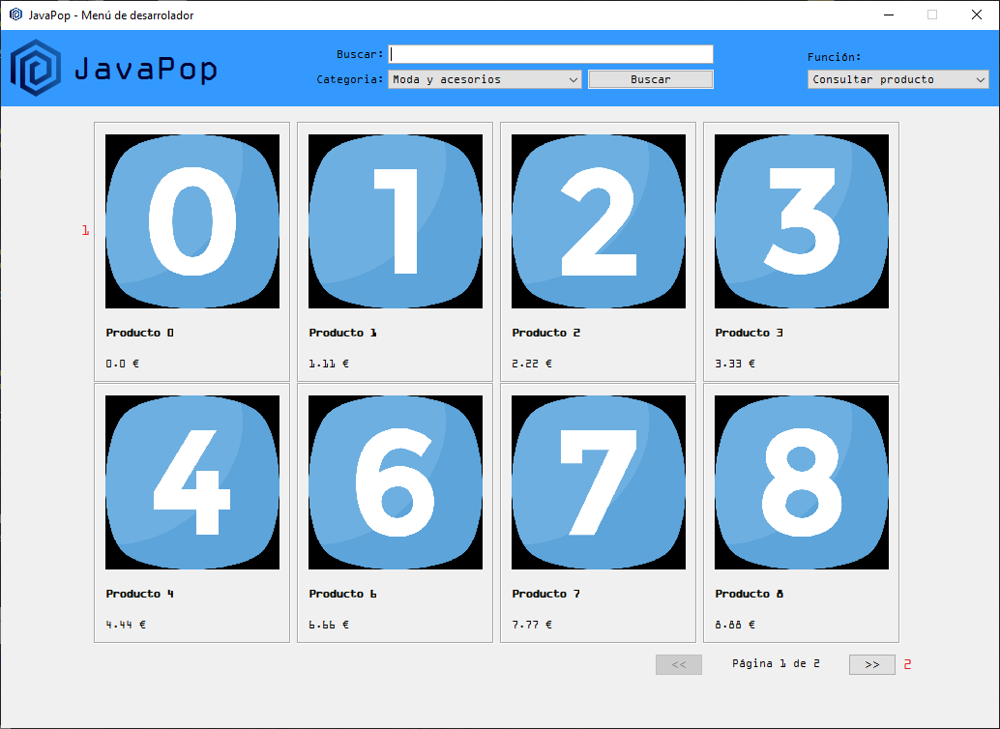 JavaPop - Menú de desarrolador
JavaPop
Buscar:
Categoria: Moda y acesorios
Buscar
Función:
Consultar producto
1
0 1 2 3
Producto 0 Producto 1 Producto 2 Producto 3
0.0 € 1.11 € 2.22 € 3.33 €
4 6 7 8
Producto 4 Producto 6 Producto 7 Producto 8
4.44 € 6.66 € 7.77 € 8.88 €
<< Página 1 de 2 >> 2